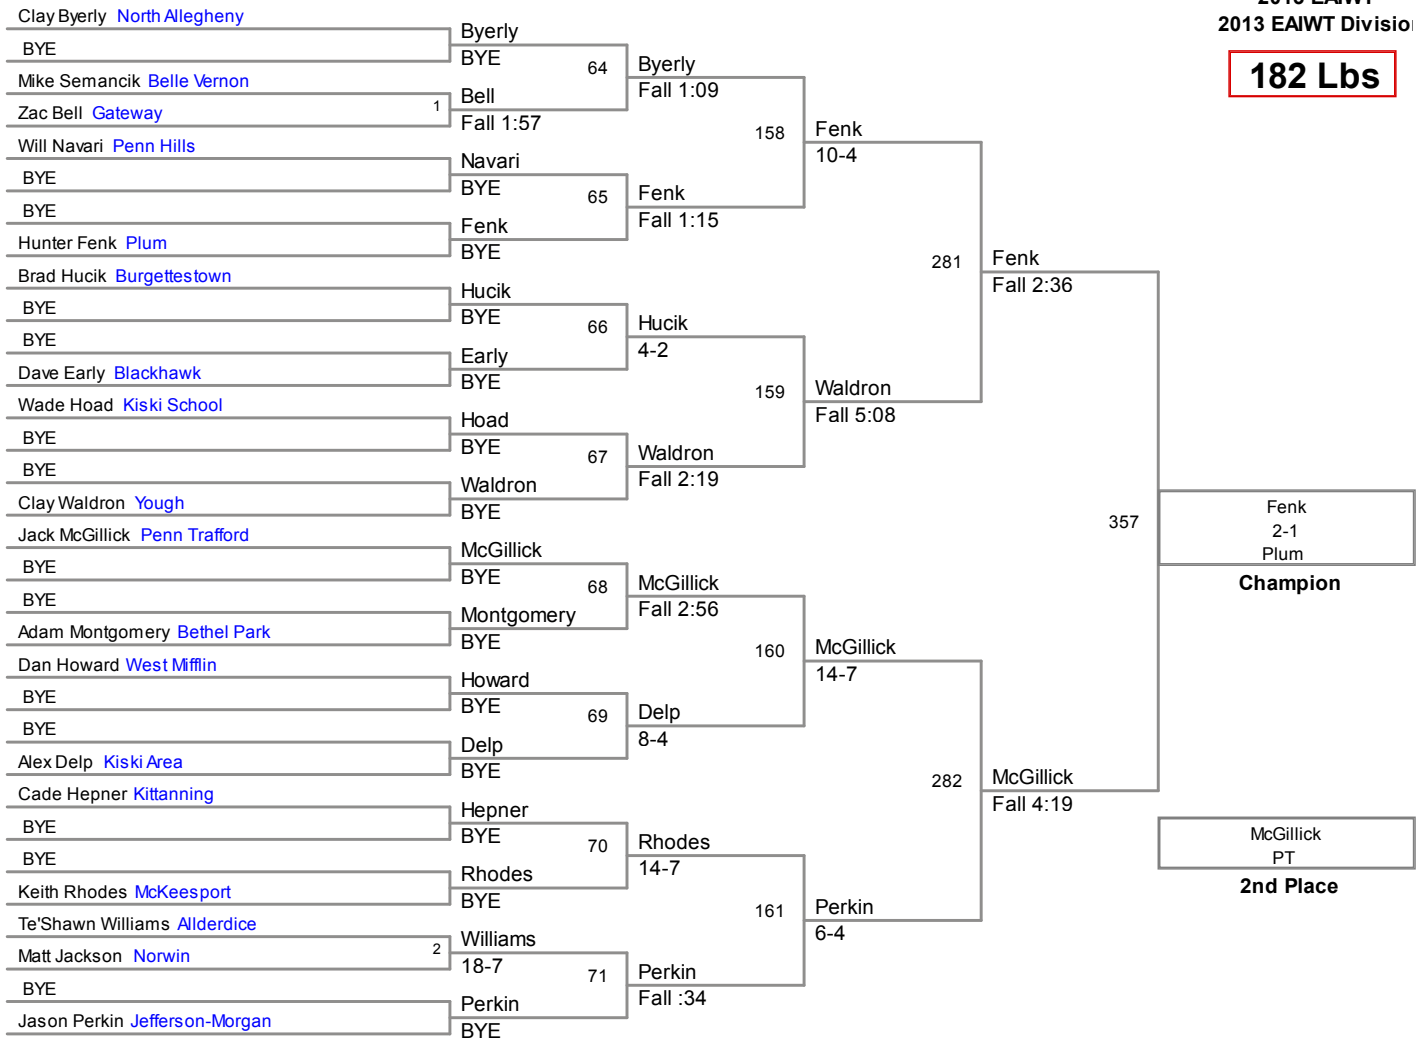 2013 EAIWT
2013 EAIWT Divisio
182 Lbs
Clay Byerly North Allegheny
BYE
Mike Semancik Belle Vernon
Zac Bell Gateway
Will Navari Penn Hills
BYE
BYE
Hunter Fenk Plum
Brad Hucik Burgettestown
BYE
BYE
Dave Early Blackhawk
Wade Hoad Kiski School
BYE
BYE
Clay Waldron Yough
Jack McGillick Penn Trafford
BYE
BYE
Adam Montgomery Bethel Park
Dan Howard West Mifflin
BYE
BYE
Alex Delp Kiski Area
Cade Hepner Kittanning
BYE
BYE
Keith Rhodes McKeesport
Te'Shawn Williams Allderdice
Matt Jackson Norwin
BYE
Jason Perkin Jefferson-Morgan
1
2
Byerly
BYE
Bell
Fall 1:57
Navari
BYE
Fenk
BYE
Hucik
BYE
Early
BYE
Hoad
BYE
Waldron
BYE
McGillick
BYE
Montgomery
BYE
Howard
BYE
Delp
BYE
Hepner
BYE
Rhodes
BYE
Williams
18-7
Perkin
BYE
64
65
66
67
68
69
70
71
Byerly
Fall 1:09
Fenk
Fall 1:15
Hucik
4-2
Waldron
Fall 2:19
McGillick
Fall 2:56
Delp
8-4
Rhodes
14-7
Perkin
Fall :34
158
159
160
161
Fenk
10-4
Waldron
Fall 5:08
McGillick
14-7
Perkin
6-4
281
282
Fenk
Fall 2:36
McGillick
Fall 4:19
357
Fenk
2-1
Plum
Champion
McGillick
PT
2nd Place